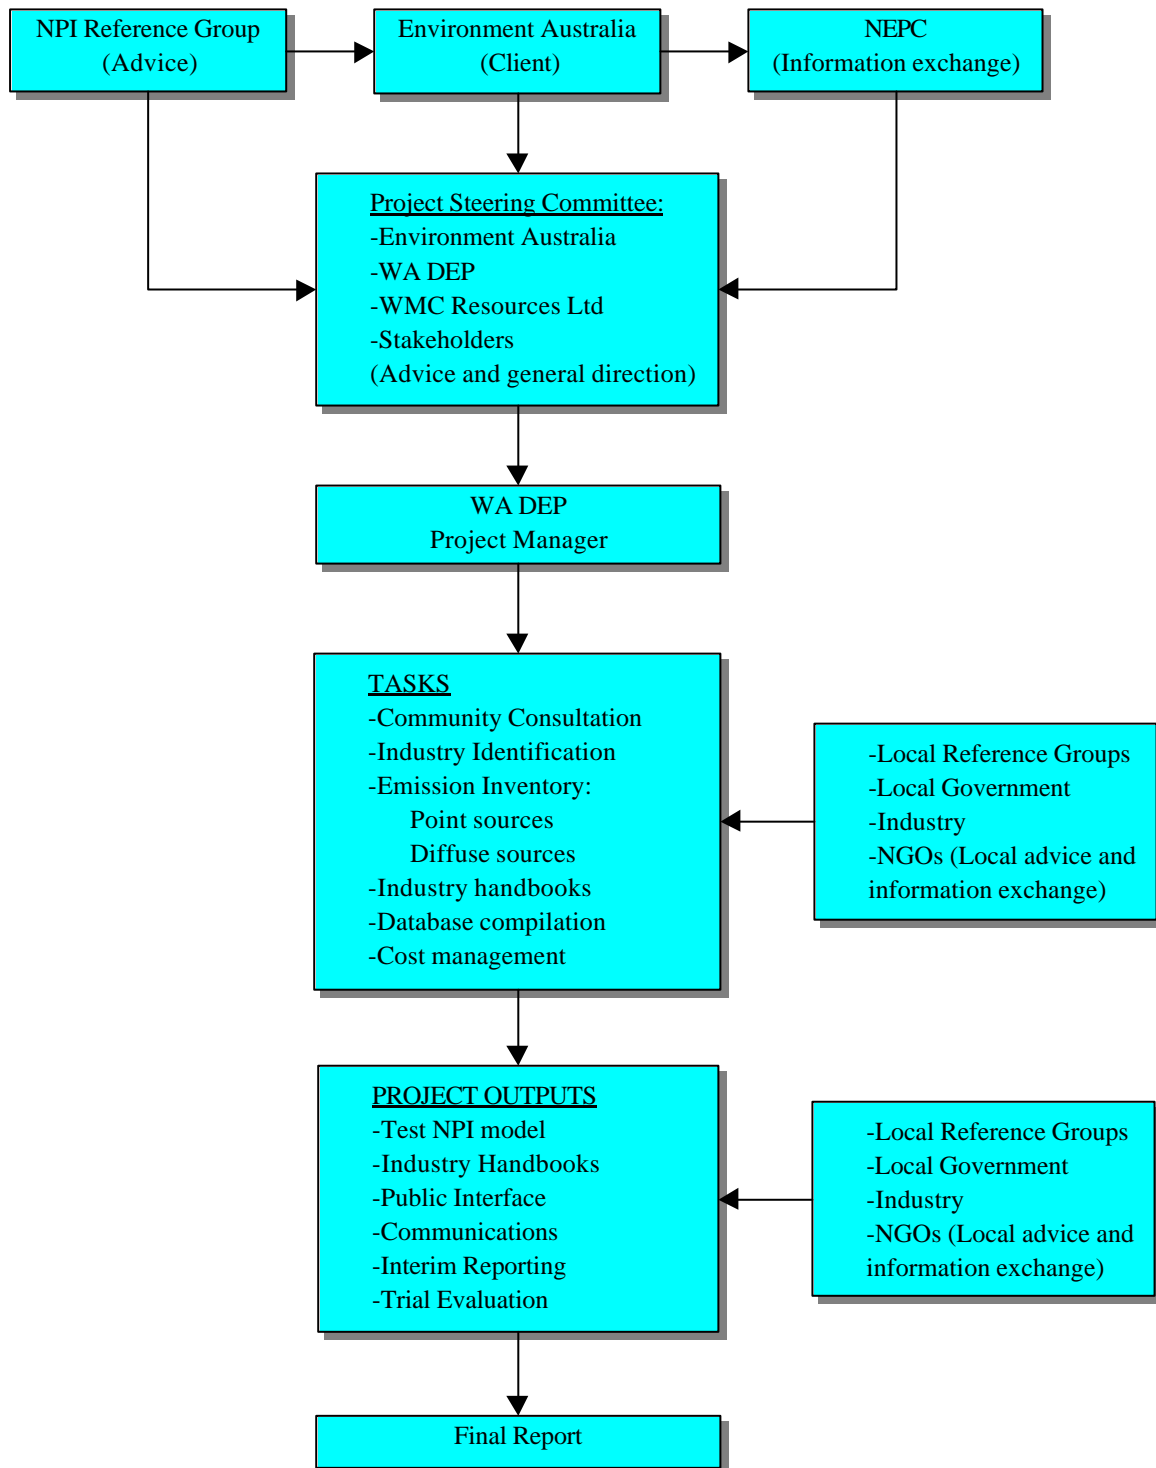 NPI Reference Group
(Advice)
Environment Australia
(Client)
NEPC
(Information exchange)
Project Steering Committee:
-Environment Australia
-WA DEP
-WMC Resources Ltd
-Stakeholders
(Advice and general direction)
WA DEP
Project Manager
TASKS
-Community Consultation
-Industry Identification
-Emission Inventory:
Point sources
Diffuse sources
-Industry handbooks
-Database compilation
-Cost management
-Local Reference Groups
-Local Government
-Industry
-NGOs (Local advice and
information exchange)
PROJECT OUTPUTS
-Test NPI model
-Industry Handbooks
-Public Interface
-Communications
-Interim Reporting
-Trial Evaluation
-Local Reference Groups
-Local Government
-Industry
-NGOs (Local advice and
information exchange)
Final Report